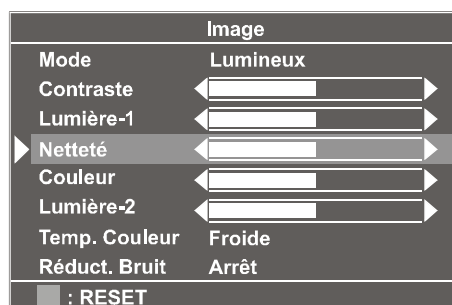 Image
Mode Lumineux
Contraste
Lumière-1
Netteté
Couleur
Lumière-2
Temp. Couleur Froide
Réduct. Bruit Arrêt
: RESET